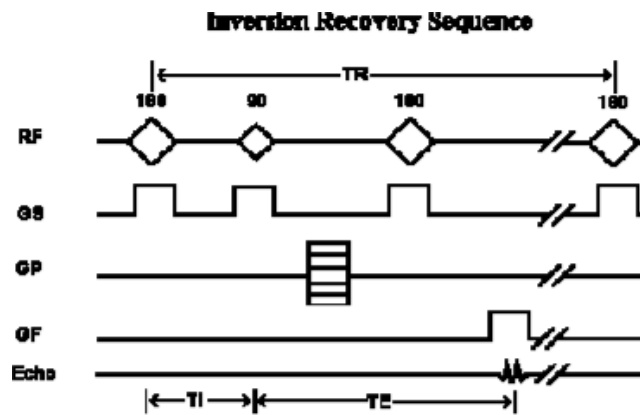 Inversion Recovery Sequence
TR
180 90 180 180
RF
GS
GP
GF
Echo
TI TE